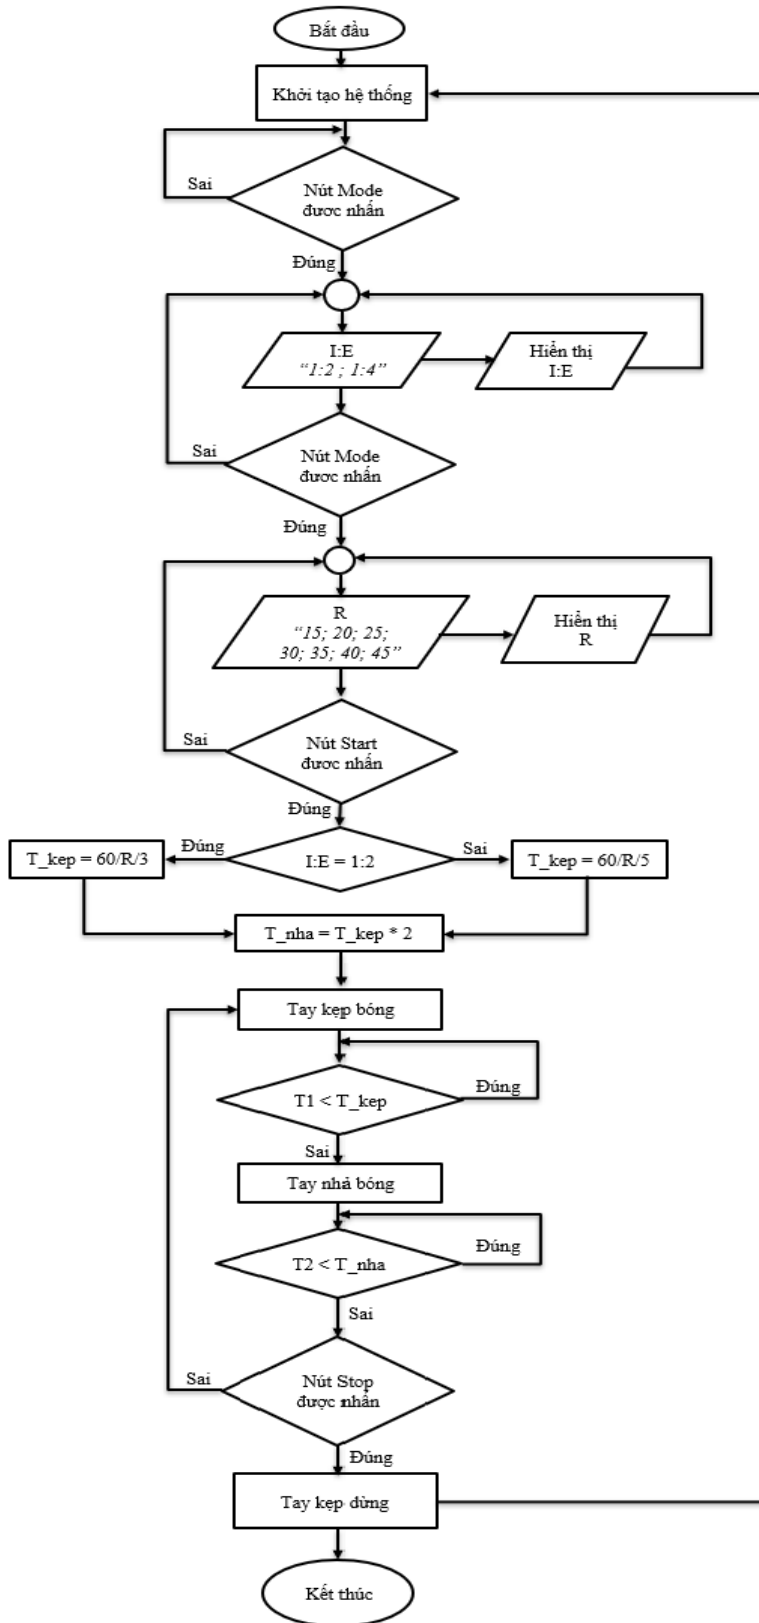 Bắt đầu
Khởi tạo hệ thống
Sai
Nút Mode
được nhấn
Đúng
I:E
“1:2 ; 1:4”
Hiển thị
I:E
Sai
Nút Mode
được nhấn
Đúng
R
“15; 20; 25;
30; 35; 40; 45”
Hiển thị
R
Sai
Nút Start
được nhấn
Đúng
T_kep = 60/R/3
Đúng
I:E = 1:2
Sai
T_kep = 60/R/5
T_nha = T_kep * 2
Tay kẹp bóng
T1 < T_kep
Đúng
Sai
Tay nhả bóng
T2 < T_nha
Đúng
Sai
Sai
Nút Stop
được nhấn
Đúng
Tay kẹp dừng
Kết thúc